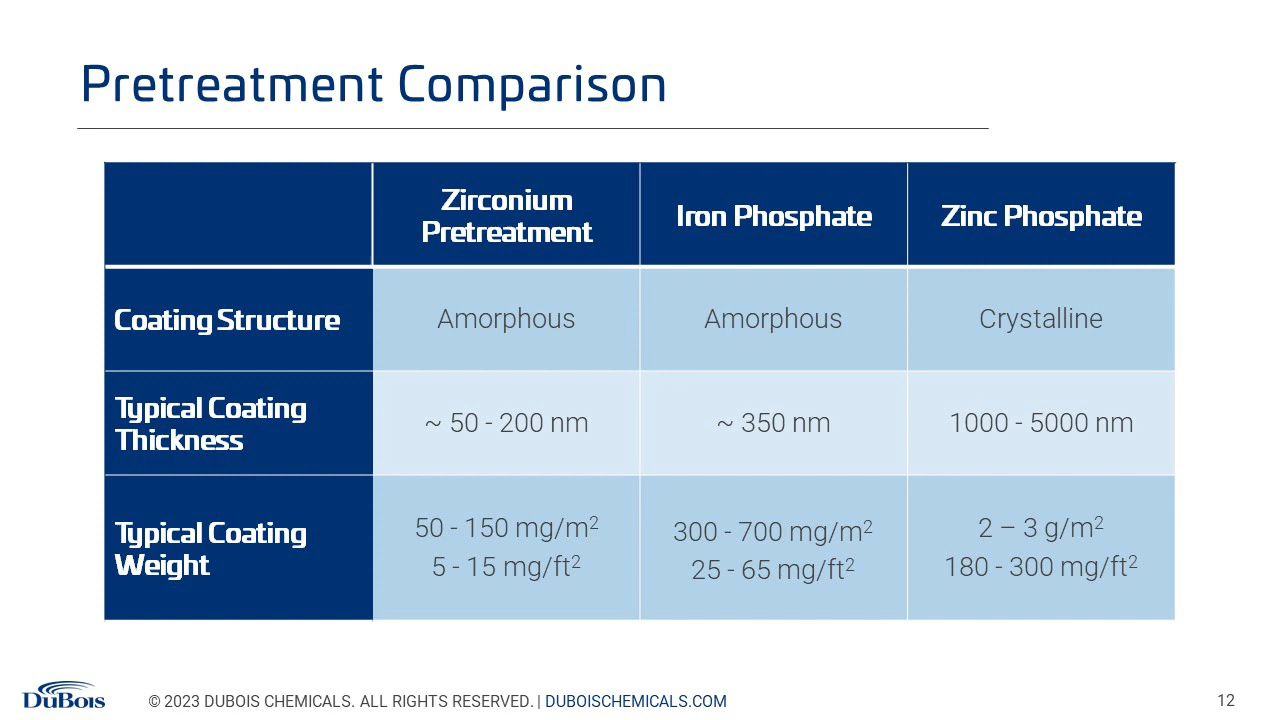 Pretreatment Comparison
Zirconium
Pretreatment
Iron Phosphate
Zinc Phosphate
Coating Structure
Amorphous
Amorphous
Crystalline
Typical Coating
Thickness
~ 50 - 200 nm
~ 350 nm
1000 - 5000 nm
Typical Coating
Weight
50 - 150 mg/m²
5 - 15 mg/ft²
300 - 700 mg/m²
25 - 65 mg/ft²
2 – 3 g/m²
180 - 300 mg/ft²
DuBois
© 2023 DUBOIS CHEMICALS. ALL RIGHTS RESERVED. | DUBOISCHEMICALS.COM
12